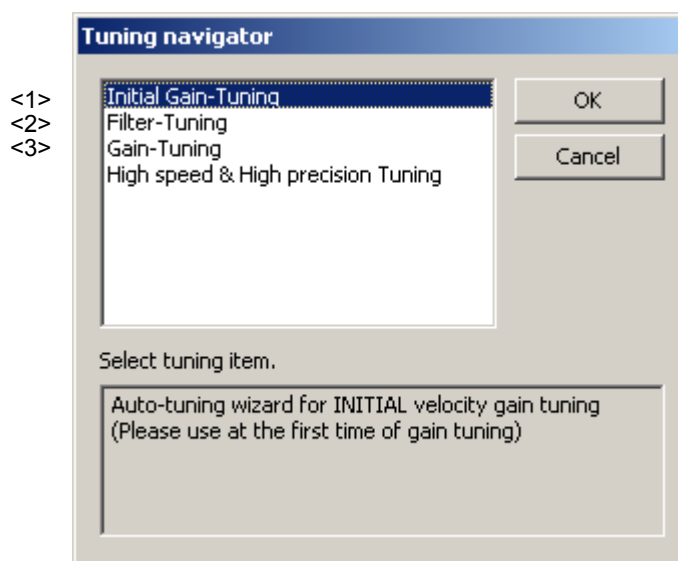 Tuning navigator
<1> Initial Gain-Tuning
<2> Filter-Tuning
<3> Gain-Tuning
High speed & High precision Tuning
OK
Cancel
Select tuning item.
Auto-tuning wizard for INITIAL velocity gain tuning
(Please use at the first time of gain tuning)